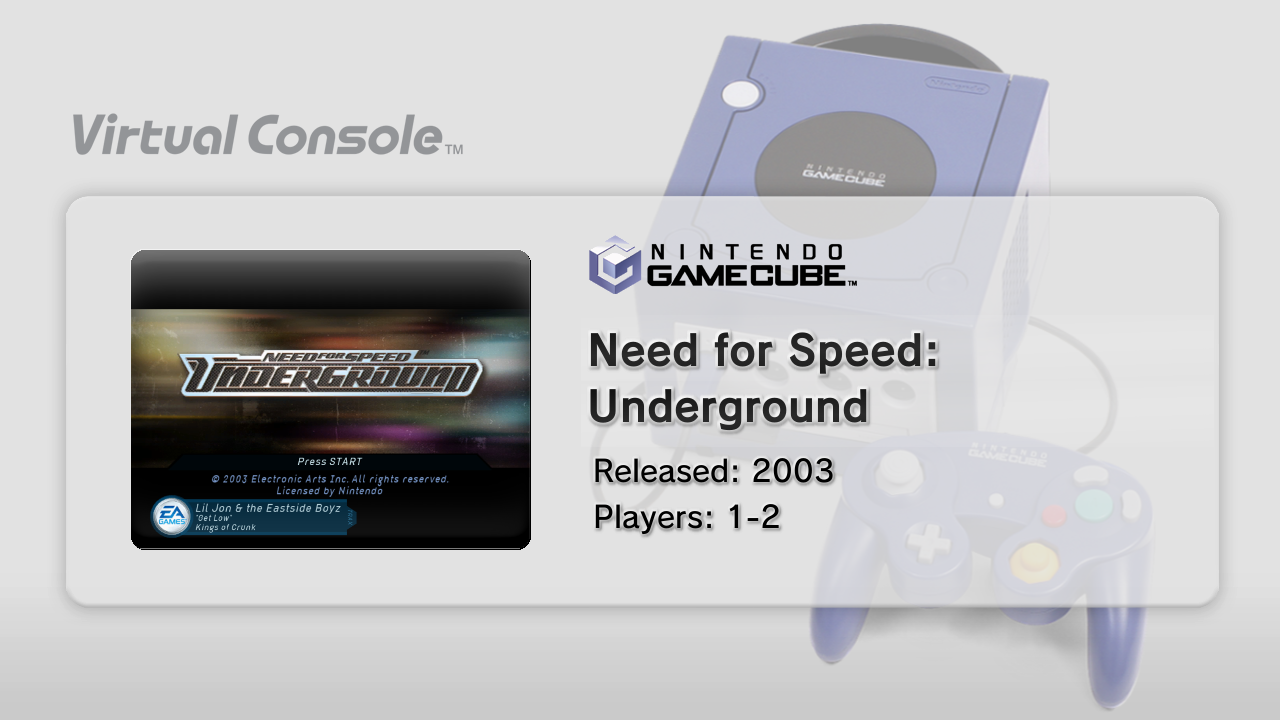 Nintendo
NINTENDO
GAMECUBE
Virtual Console™
NINTENDO
GAMECUBE™
NEED FOR SPEED™
UNDERGROUND
Press START
© 2003 Electronic Arts Inc. All rights reserved.
Licensed by Nintendo
EA
GAMES™
Lil Jon & the Eastside Boyz
"Get Low"
Kings of Crunk
Need for Speed:
Underground
Released: 2003
Players: 1-2
NINTENDO
GAMECUBE